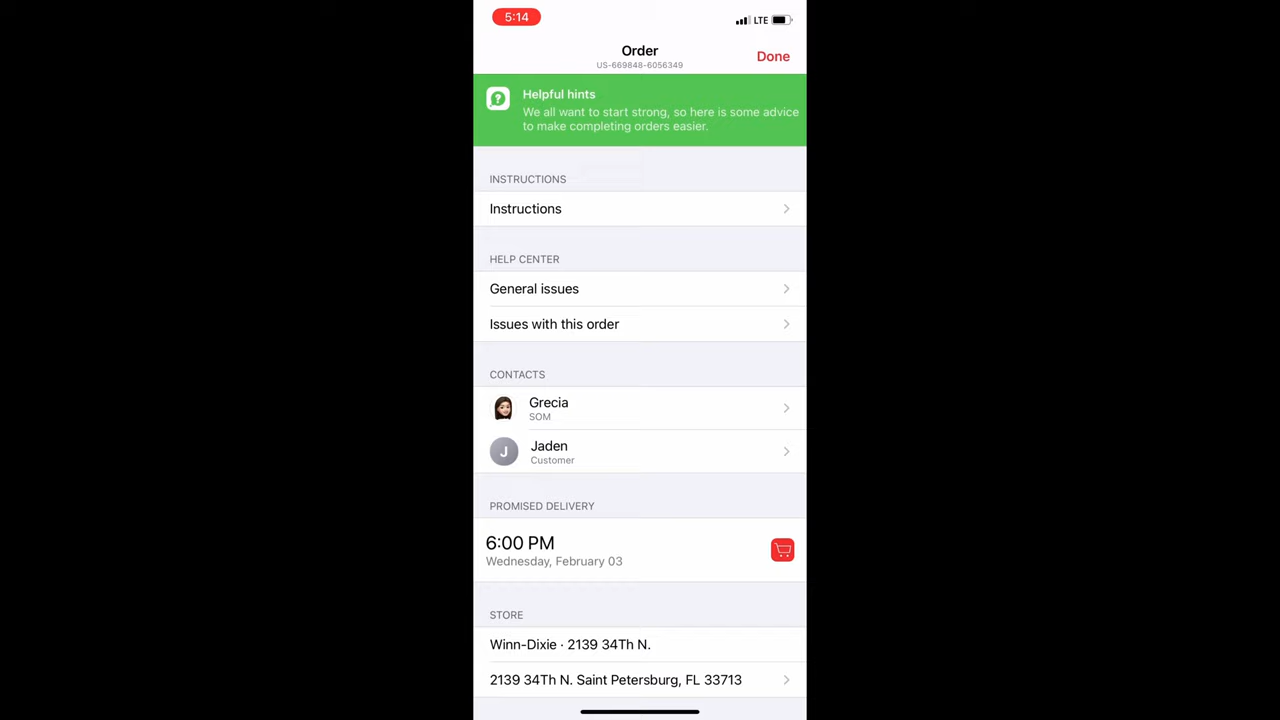 5:14
LTE
Order
US-669848-6056349
Done
Helpful hints
We all want to start strong, so here is some advice
to make completing orders easier.
INSTRUCTIONS
Instructions
HELP CENTER
General issues
Issues with this order
CONTACTS
Grecia
SOM
J
Jaden
Customer
PROMISED DELIVERY
6:00 PM
Wednesday, February 03
STORE
Winn-Dixie · 2139 34Th N.
2139 34Th N. Saint Petersburg, FL 33713